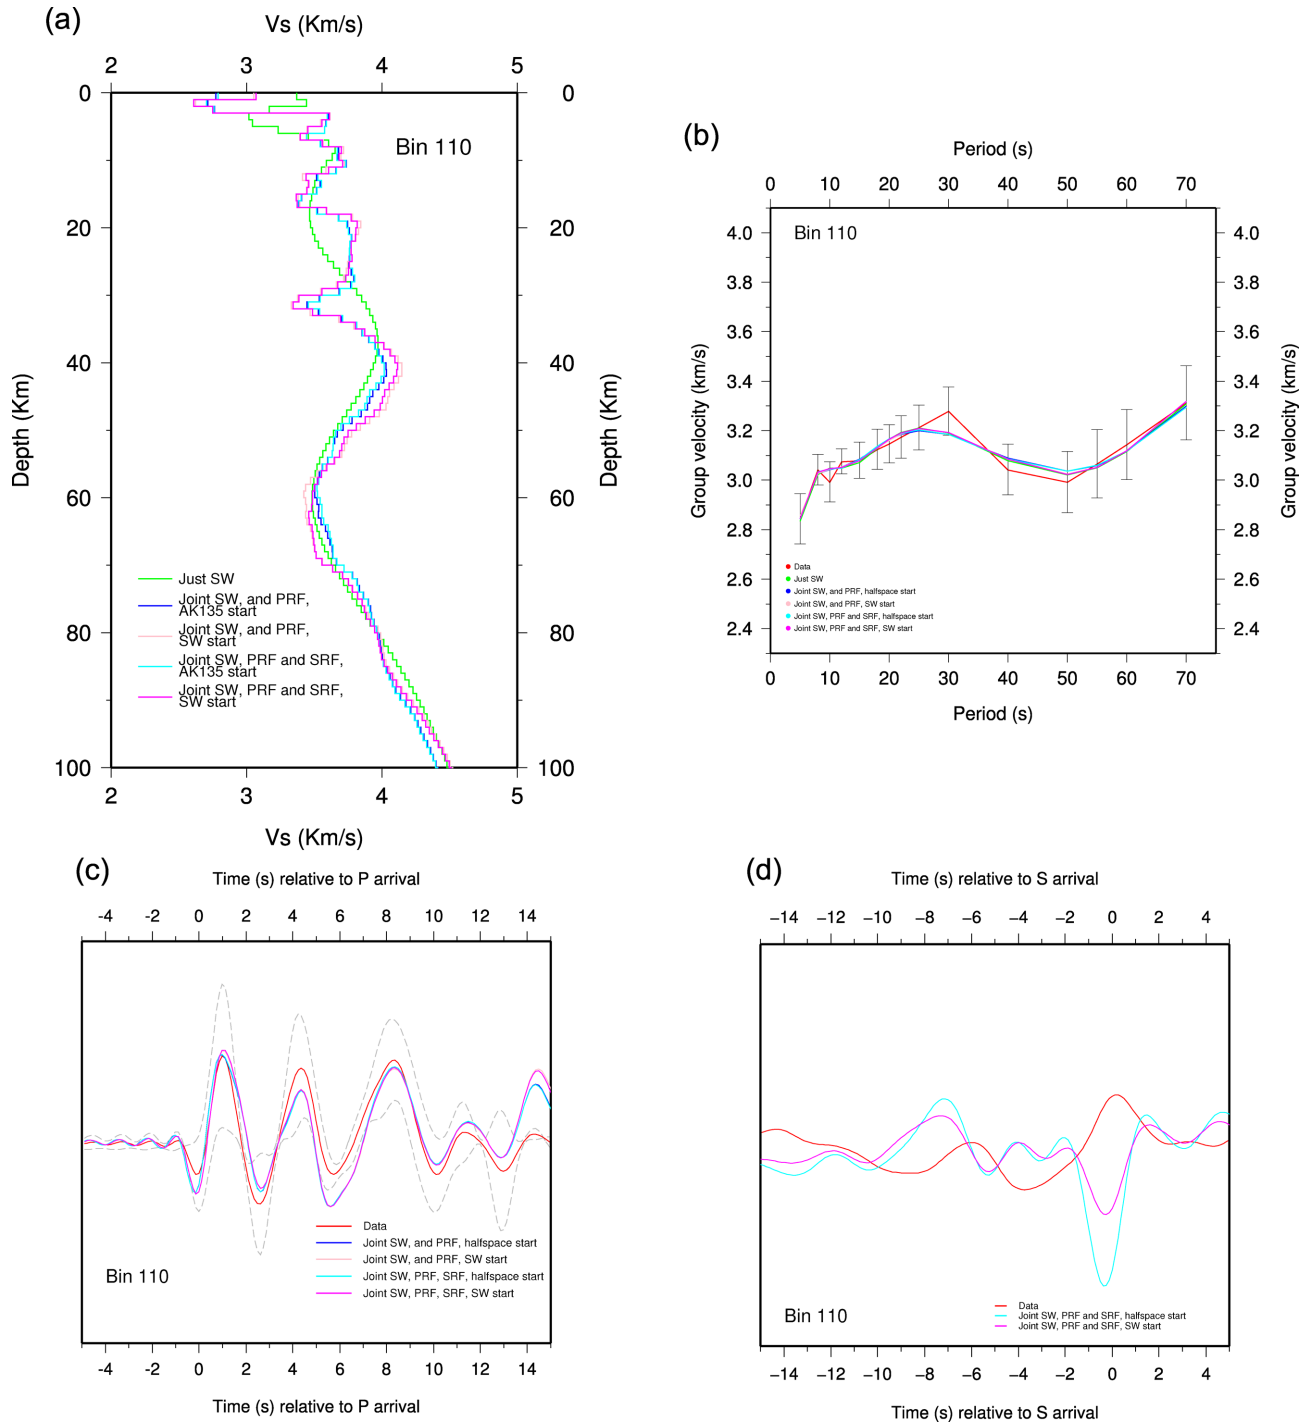 (a)
Vs (Km/s)
2 3 4 5
0 0
20 20
40 40
60 60
80 80
100 100
Depth (Km)
Depth (Km)
Bin 110
Just SW
Joint SW, and PRF,
AK135 start
Joint SW, and PRF,
SW start
Joint SW, PRF and SRF,
AK135 start
Joint SW, PRF and SRF,
SW start
2 3 4 5
Vs (Km/s)
(b)
Period (s)
0 10 20 30 40 50 60 70
4.0 4.0
3.8 3.8
3.6 3.6
3.4 3.4
3.2 3.2
3.0 3.0
2.8 2.8
2.6 2.6
2.4 2.4
Group velocity (km/s)
Group velocity (km/s)
Bin 110
Data
Just SW
Joint SW, and PRF, halfspace start
Joint SW, and PRF, SW start
Joint SW, PRF and SRF, halfspace start
Joint SW, PRF and SRF, SW start
0 10 20 30 40 50 60 70
Period (s)
(c)
Time (s) relative to P arrival
-4 -2 0 2 4 6 8 10 12 14
Data
Joint SW, and PRF, halfspace start
Joint SW, and PRF, SW start
Joint SW, PRF, SRF, halfspace start
Joint SW, PRF, SRF, SW start
Bin 110
-4 -2 0 2 4 6 8 10 12 14
Time (s) relative to P arrival
(d)
Time (s) relative to S arrival
−14 −12 −10 −8 −6 −4 −2 0 2 4
Data
Joint SW, PRF and SRF, halfspace start
Joint SW, PRF and SRF, SW start
Bin 110
−14 −12 −10 −8 −6 −4 −2 0 2 4
Time (s) relative to S arrival